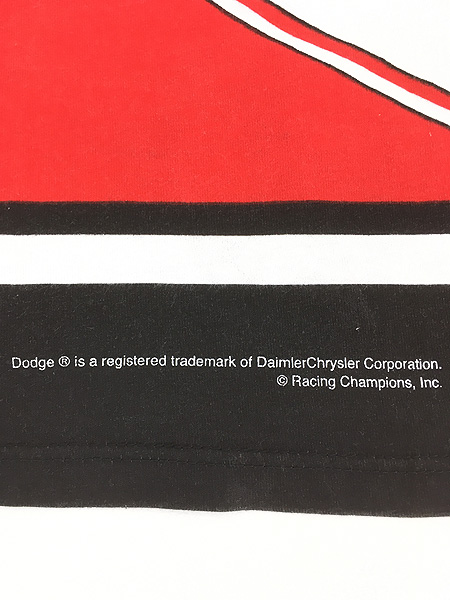 Dodge ® is a registered trademark of DaimlerChrysler Corporation.
© Racing Champions, Inc.